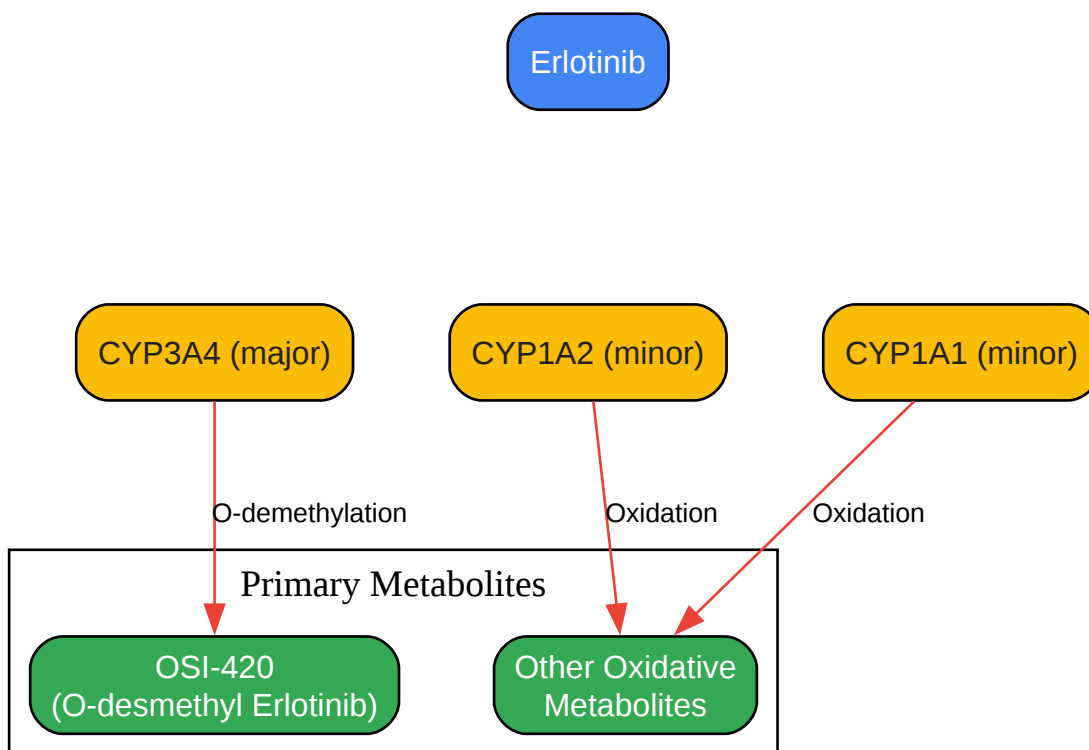 Erlotinib
CYP3A4 (major)
CYP1A2 (minor)
CYP1A1 (minor)
O-demethylation
Oxidation
Oxidation
Primary Metabolites
OSI-420
(O-desmethyl Erlotinib)
Other Oxidative
Metabolites